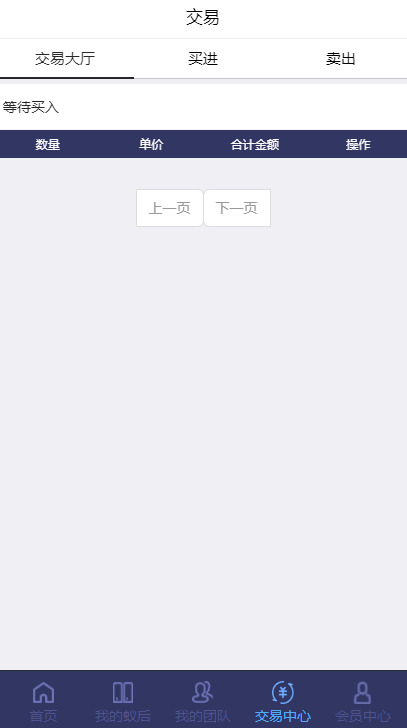 交易
交易大厅 买进 卖出
等待买入
数量 单价 合计金额 操作
上一页 下一页
首页 我的蚁后 我的团队 交易中心 会员中心